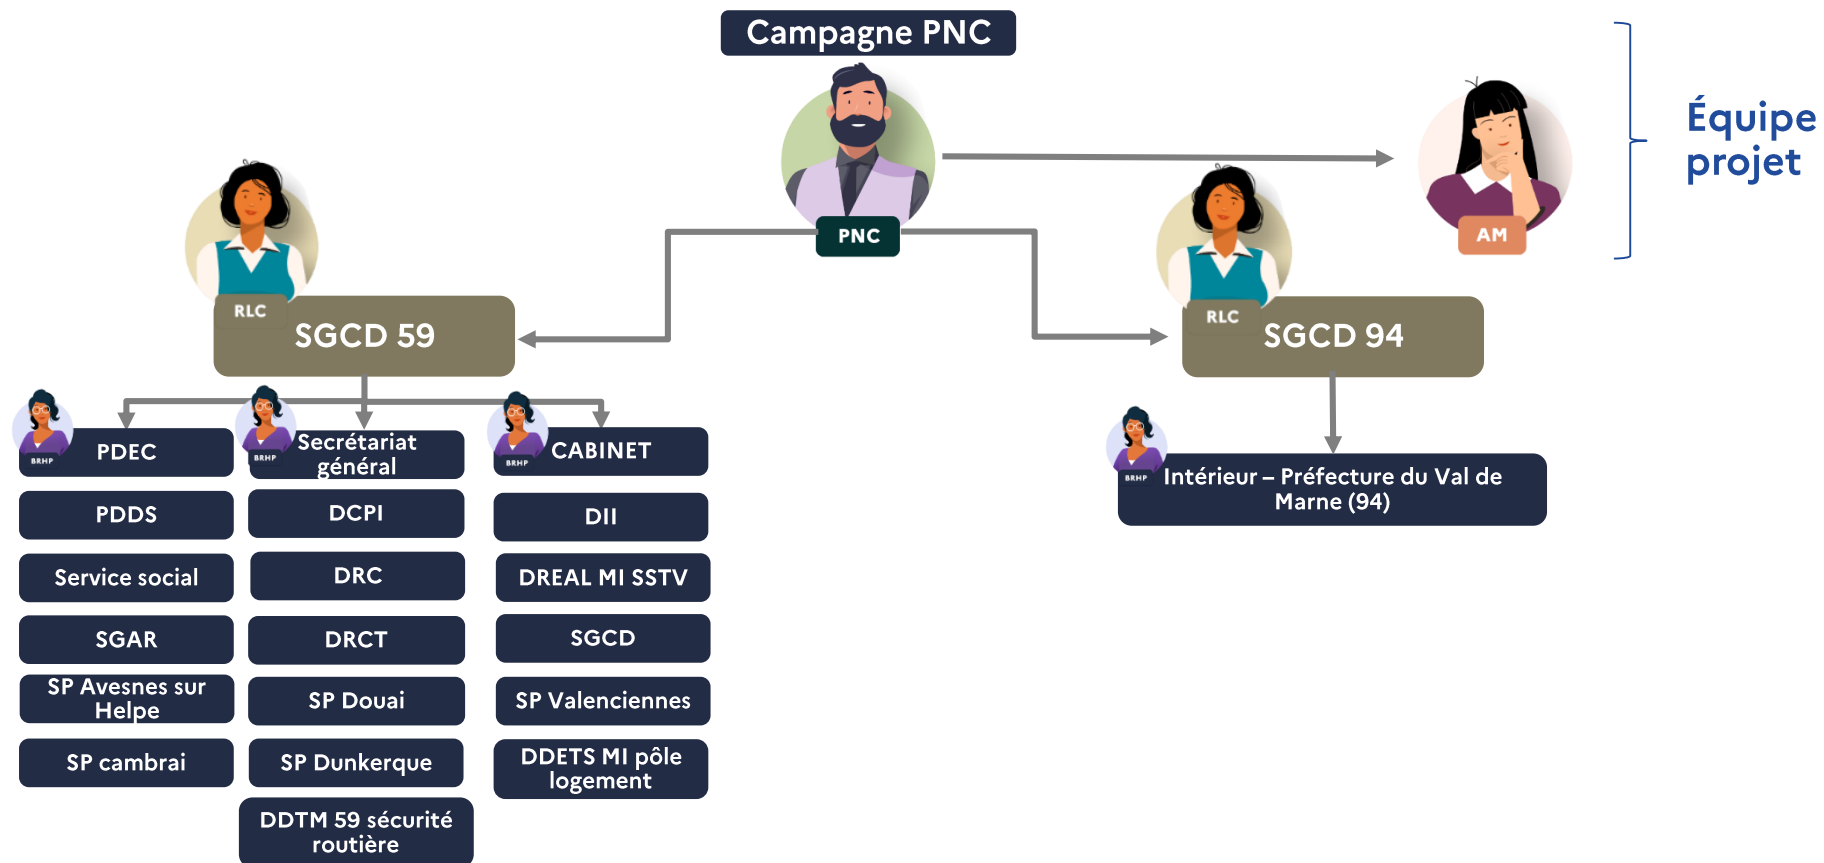 Campagne PNC
Équipe
projet
PNC
AM
RLC
SGCD 59
RLC
SGCD 94
BRHP
PDEC
PDDS
Service social
SGAR
SP Avesnes sur
Helpe
SP cambrai
BRHP
Secrétariat
général
DCPI
DRC
DRCT
SP Douai
SP Dunkerque
DDTM 59 sécurité
routière
BRHP
CABINET
DII
DREAL MI SSTV
SGCD
SP Valenciennes
DDETS MI pôle
logement
BRHP
Intérieur – Préfecture du Val de
Marne (94)